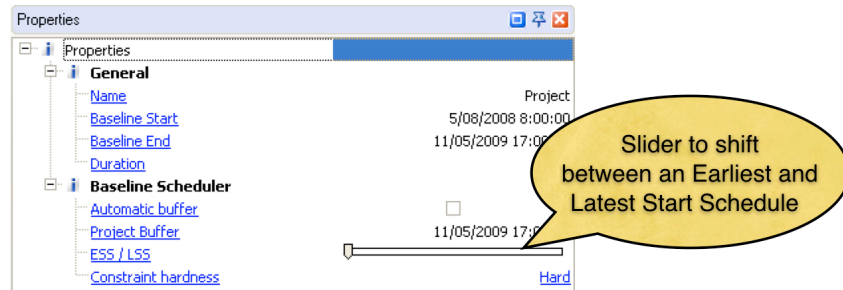 Properties
Properties
General
Name Project
Baseline Start 5/08/2008 8:00:00
Baseline End 11/05/2009 17:00
Duration
Baseline Scheduler
Automatic buffer
Project Buffer 11/05/2009 17:0
ESS / LSS
Constraint hardness Hard
Slider to shift
between an Earliest and
Latest Start Schedule